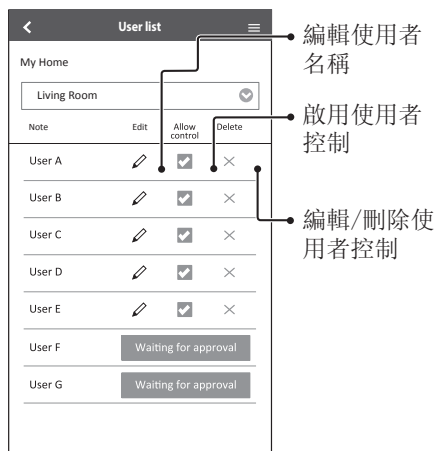 User list
My Home
Living Room
Note Edit Allow control Delete
User A
User B
User C
User D
User E
User F Waiting for approval
User G Waiting for approval
編輯使用者
名稱
啟用使用者
控制
編輯/刪除使
用者控制